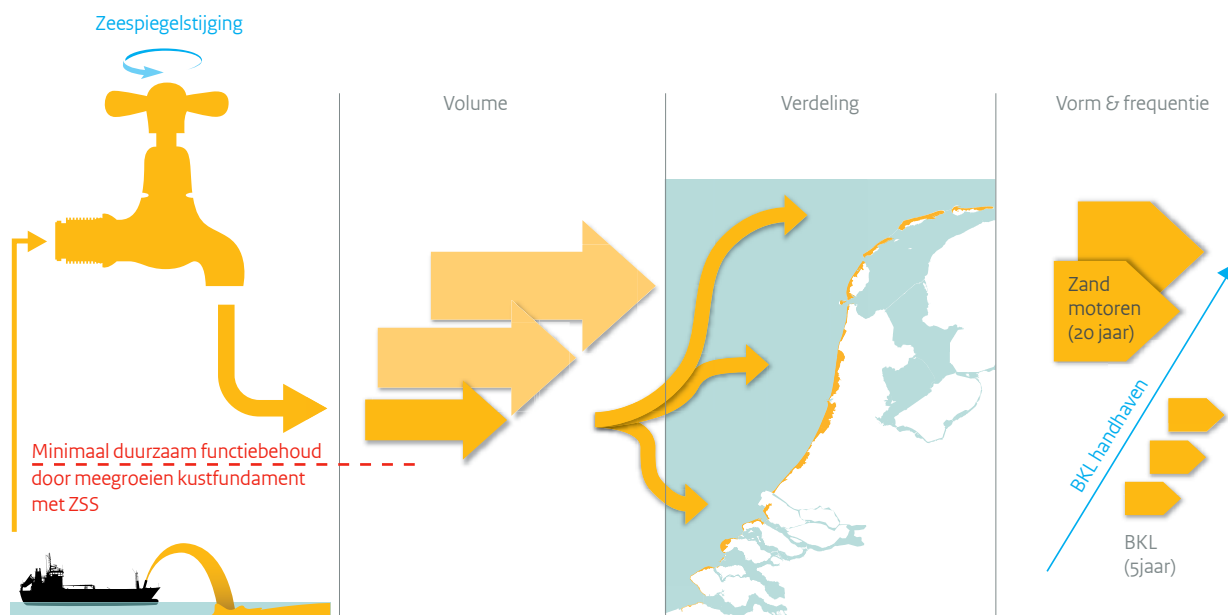 Zeespiegelstijging
Volume
Verdeling
Vorm & frequentie
Zand
motoren
(20 jaar)
BKL handhaven
Minimaal duurzaam functiebehoud
door meegroeien kustfundament
met ZSS
BKL
(5jaar)